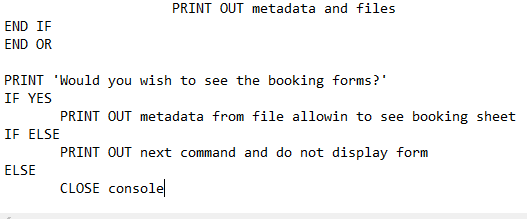 PRINT OUT metadata and files
END IF
END OR
PRINT 'Would you wish to see the booking forms?'
IF YES
PRINT OUT metadata from file allowin to see booking sheet
IF ELSE
PRINT OUT next command and do not display form
ELSE
CLOSE console